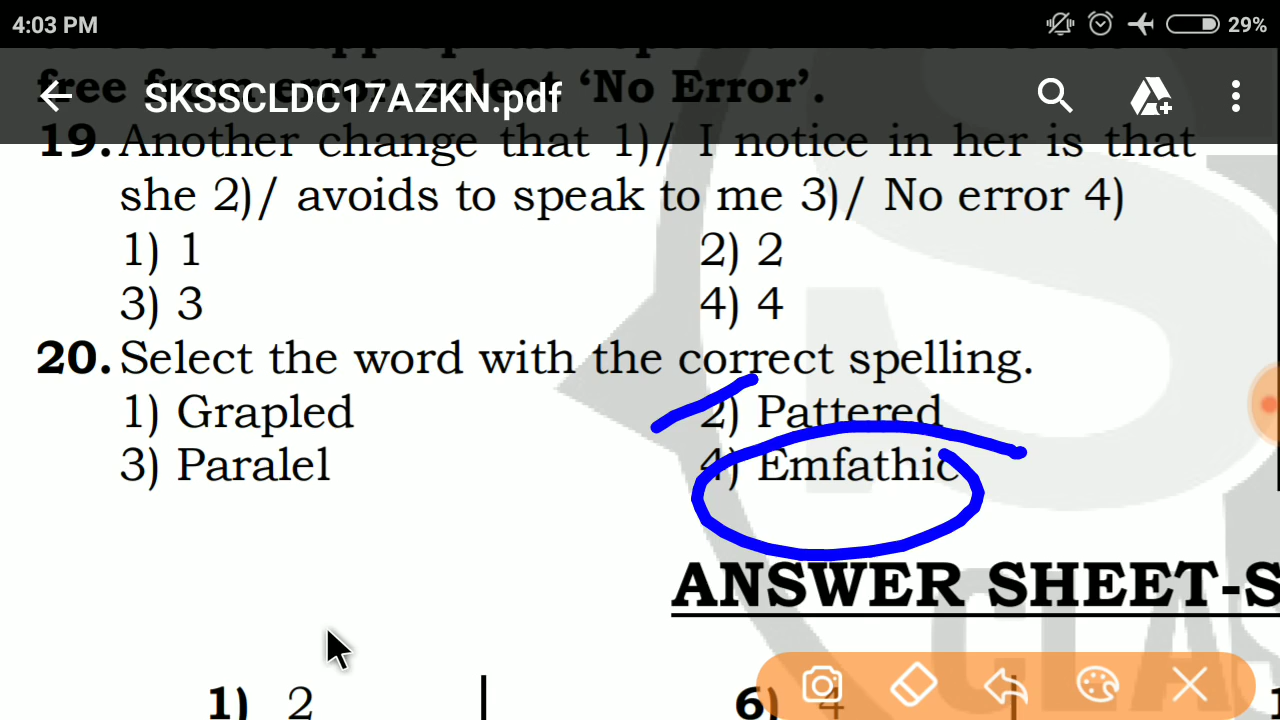 4:03 PM 29%
free from error, select 'No Error'.
SKSSCLDC17AZKN.pdf
19. Another change that 1)/ I notice in her is that
she 2)/ avoids to speak to me 3)/ No error 4)
1) 1 2) 2
3) 3 4) 4
20. Select the word with the correct spelling.
1) Grapled 2) Pattered
3) Paralel 4) Emfathic
ANSWER SHEET-S
1) 2 6) 4